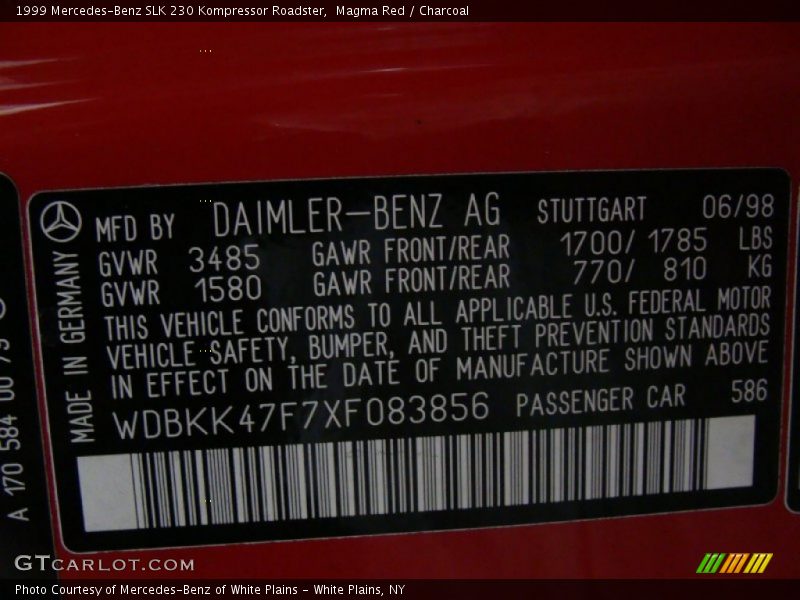 1999 Mercedes-Benz SLK 230 Kompressor Roadster, Magma Red / Charcoal
MFD BY DAIMLER-BENZ AG STUTTGART 06/98
GVWR 3485 GAWR FRONT/REAR 1700/ 1785 LBS
GVWR 1580 GAWR FRONT/REAR 770/ 810 KG
THIS VEHICLE CONFORMS TO ALL APPLICABLE U.S. FEDERAL MOTOR
VEHICLE SAFETY, BUMPER, AND THEFT PREVENTION STANDARDS
IN EFFECT ON THE DATE OF MANUFACTURE SHOWN ABOVE
WDBKK47F7XF083856 PASSENGER CAR 586
MADE IN GERMANY
A 170 584 00 79
GTCARLOT.COM
Photo Courtesy of Mercedes-Benz of White Plains - White Plains, NY